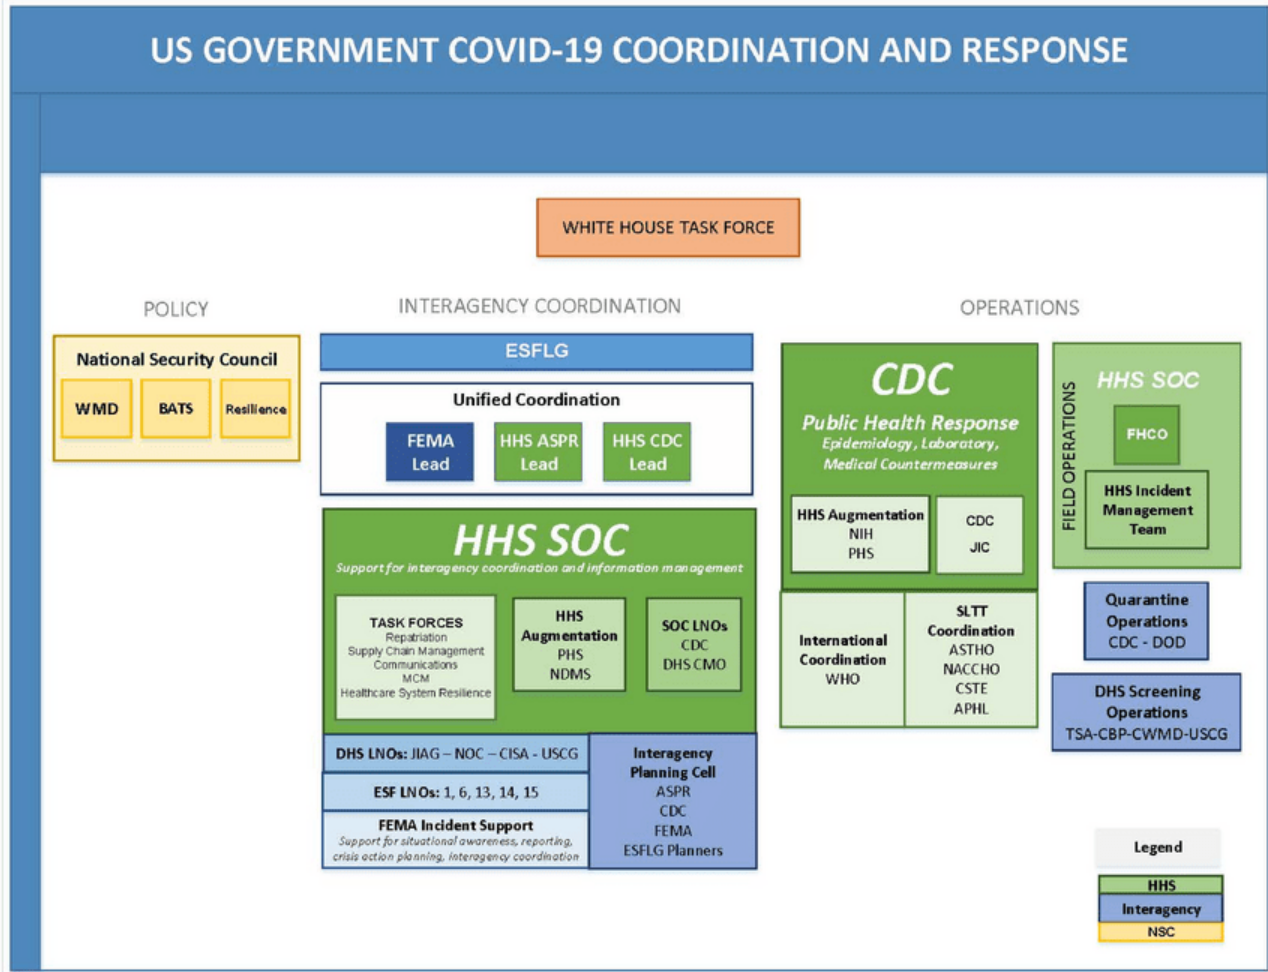 US GOVERNMENT COVID-19 COORDINATION AND RESPONSE
WHITE HOUSE TASK FORCE
POLICY
National Security Council
WMD
BATS
Resilience
INTERAGENCY COORDINATION
ESFLG
Unified Coordination
FEMA
Lead
HHS ASPR
Lead
HHS CDC
Lead
HHS SOC
Support for interagency coordination and information management
TASK FORCES
Repatriation
Supply Chain Management
Communications
MCM
Healthcare System Resilience
HHS
Augmentation
PHS
NDMS
SOC LNOs
CDC
DHS CMO
DHS LNOs: JIAG – NOC – CISA - USCG
ESF LNOs: 1, 6, 13, 14, 15
FEMA Incident Support
Support for situational awareness, reporting,
crisis action planning, interagency coordination
Interagency
Planning Cell
ASPR
CDC
FEMA
ESFLG Planners
OPERATIONS
CDC
Public Health Response
Epidemiology, Laboratory,
Medical Countermeasures
HHS Augmentation
NIH
PHS
CDC
JIC
International
Coordination
WHO
SLTT
Coordination
ASTHO
NACCHO
CSTE
APHL
FIELD OPERATIONS
HHS SOC
FHCO
HHS Incident
Management
Team
Quarantine
Operations
CDC - DOD
DHS Screening
Operations
TSA-CBP-CWMD-USCG
Legend
HHS
Interagency
NSC